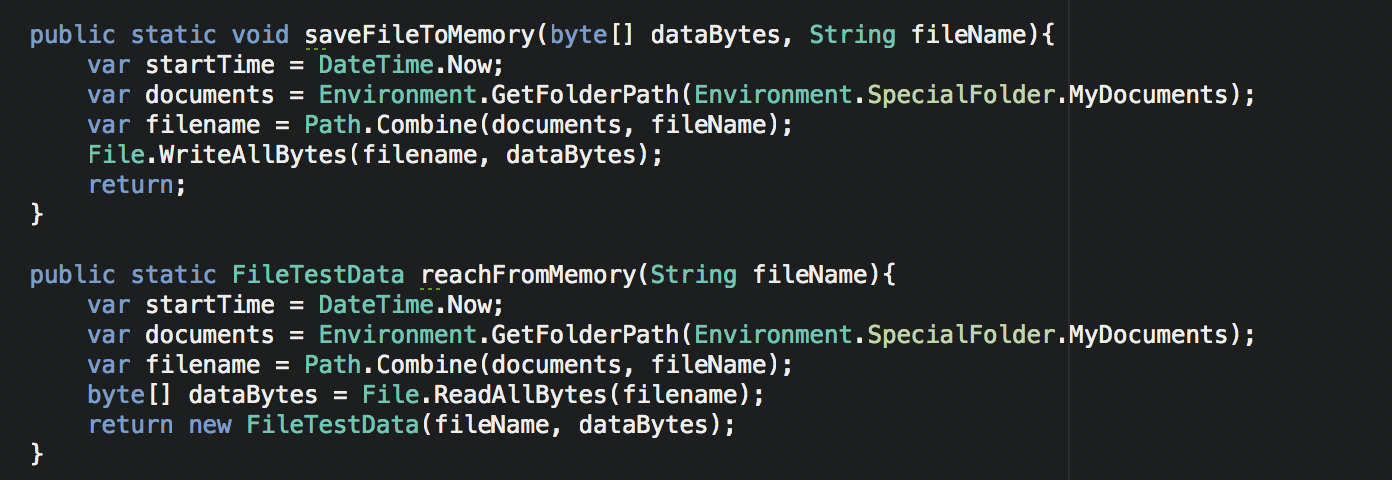 public static void saveFileToMemory(byte[] dataBytes, String fileName){
    var startTime = DateTime.Now;
    var documents = Environment.GetFolderPath(Environment.SpecialFolder.MyDocuments);
    var filename = Path.Combine(documents, fileName);
    File.WriteAllBytes(filename, dataBytes);
    return;
}

public static FileTestData reachFromMemory(String fileName){
    var startTime = DateTime.Now;
    var documents = Environment.GetFolderPath(Environment.SpecialFolder.MyDocuments);
    var filename = Path.Combine(documents, fileName);
    byte[] dataBytes = File.ReadAllBytes(filename);
    return new FileTestData(fileName, dataBytes);
}